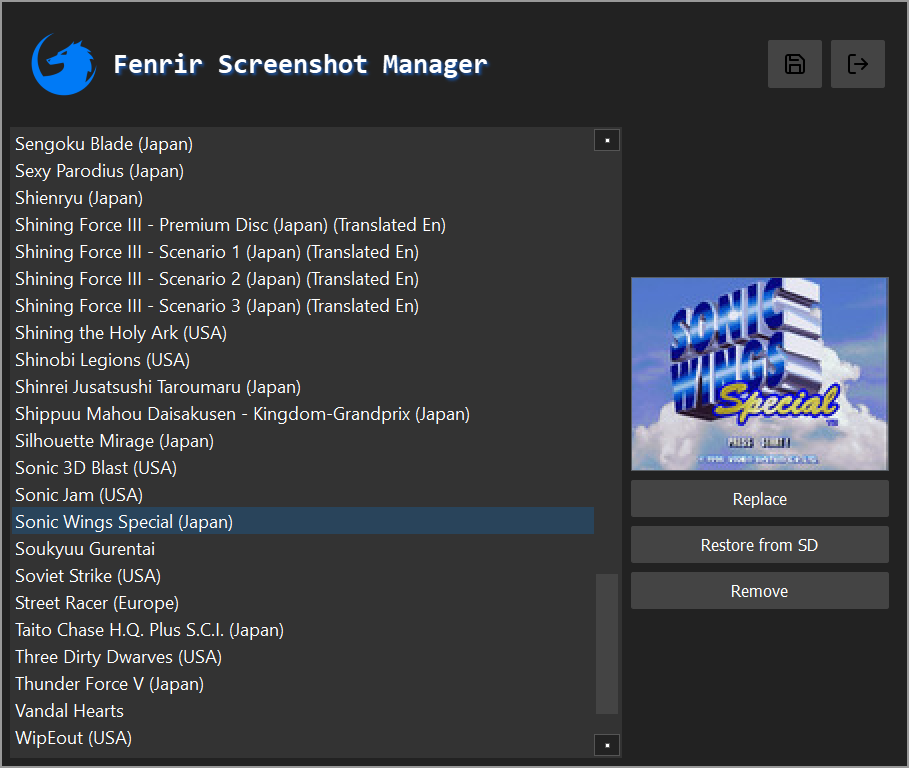 Fenrir Screenshot Manager
Sengoku Blade (Japan)
Sexy Parodius (Japan)
Shienryu (Japan)
Shining Force III - Premium Disc (Japan) (Translated En)
Shining Force III - Scenario 1 (Japan) (Translated En)
Shining Force III - Scenario 2 (Japan) (Translated En)
Shining Force III - Scenario 3 (Japan) (Translated En)
Shining the Holy Ark (USA)
Shinobi Legions (USA)
Shinrei Jusatsushi Taroumaru (Japan)
Shippuu Mahou Daisakusen - Kingdom-Grandprix (Japan)
Silhouette Mirage (Japan)
Sonic 3D Blast (USA)
Sonic Jam (USA)
Sonic Wings Special (Japan)
Soukyuu Gurentai
Soviet Strike (USA)
Street Racer (Europe)
Taito Chase H.Q. Plus S.C.I. (Japan)
Three Dirty Dwarves (USA)
Thunder Force V (Japan)
Vandal Hearts
WipEout (USA)
SONIC
WINGS
Special
TM
PRESS START!
Replace
Restore from SD
Remove